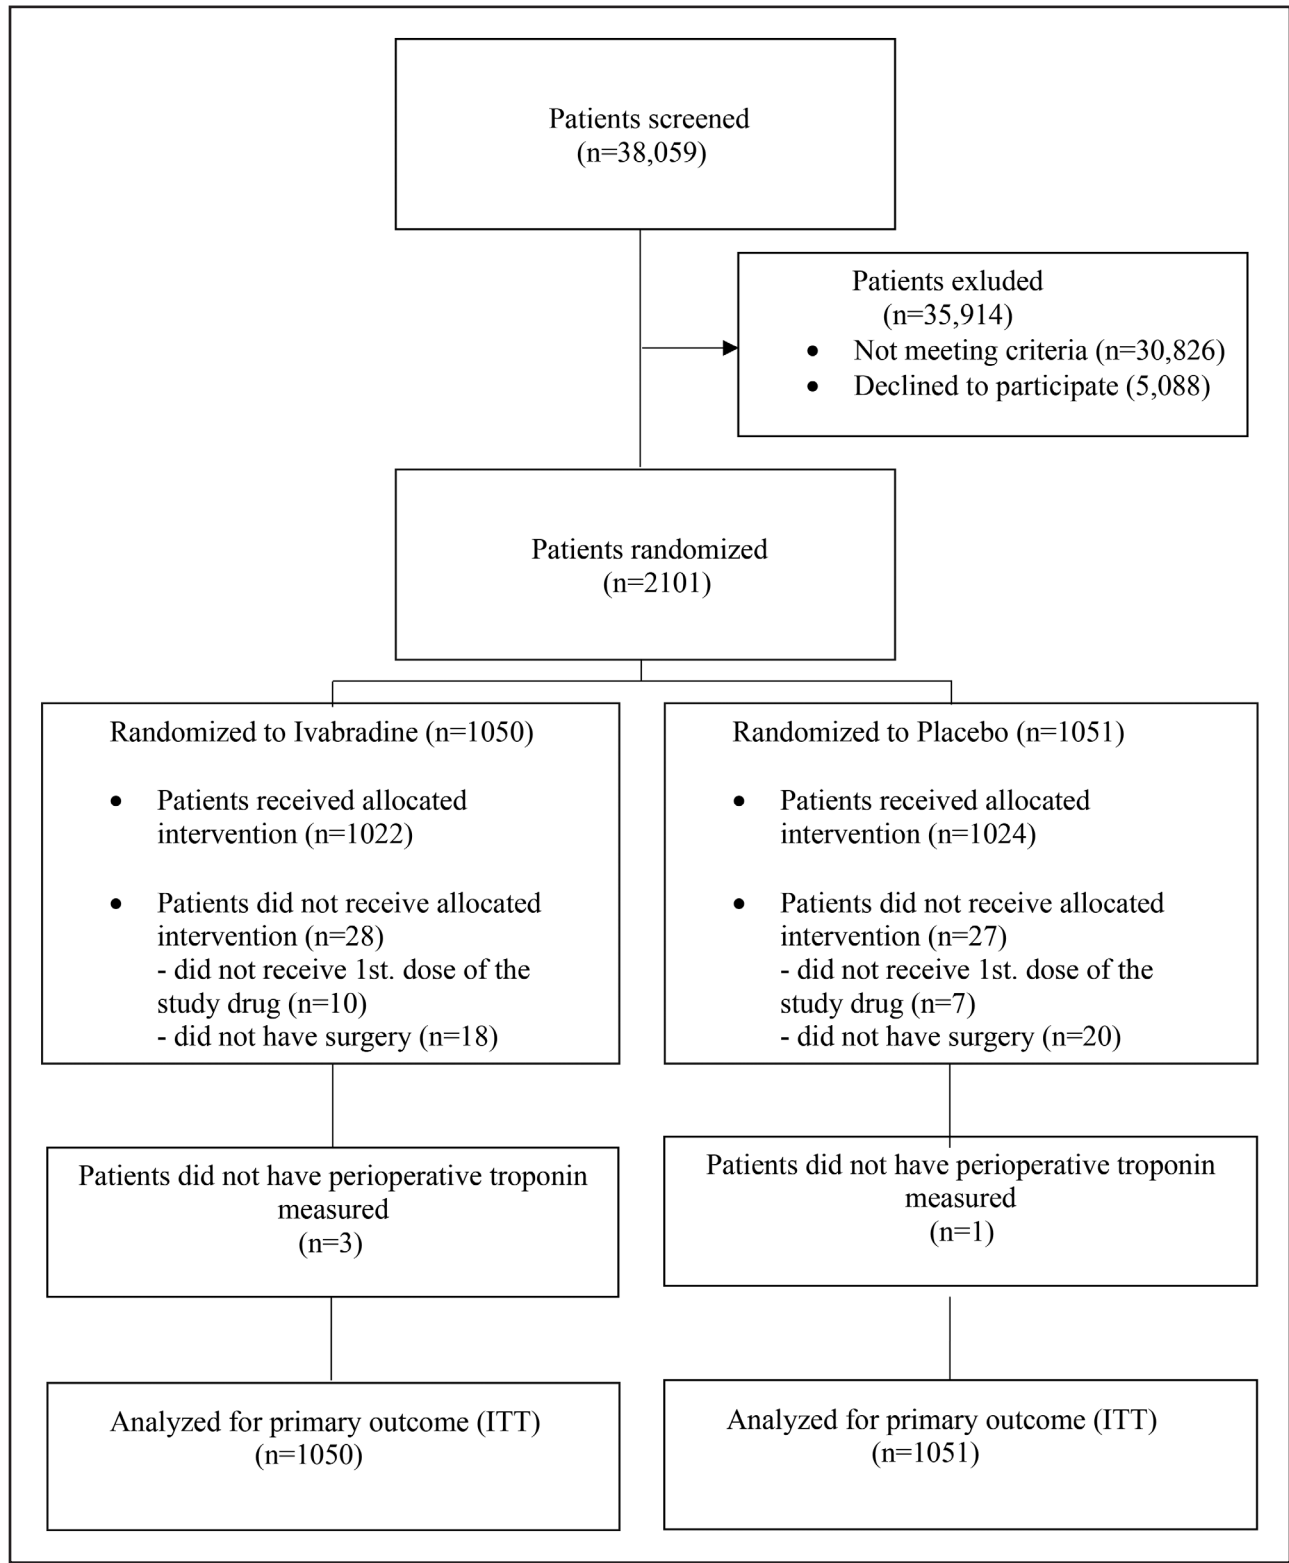 Patients screened
(n=38,059)
Patients exluded
(n=35,914)
• Not meeting criteria (n=30,826)
• Declined to participate (5,088)
Patients randomized
(n=2101)
Randomized to Ivabradine (n=1050)
• Patients received allocated
intervention (n=1022)
• Patients did not receive allocated
intervention (n=28)
- did not receive 1st. dose of the
study drug (n=10)
- did not have surgery (n=18)
Randomized to Placebo (n=1051)
• Patients received allocated
intervention (n=1024)
• Patients did not receive allocated
intervention (n=27)
- did not receive 1st. dose of the
study drug (n=7)
- did not have surgery (n=20)
Patients did not have perioperative troponin
measured
(n=3)
Patients did not have perioperative troponin
measured
(n=1)
Analyzed for primary outcome (ITT)
(n=1050)
Analyzed for primary outcome (ITT)
(n=1051)